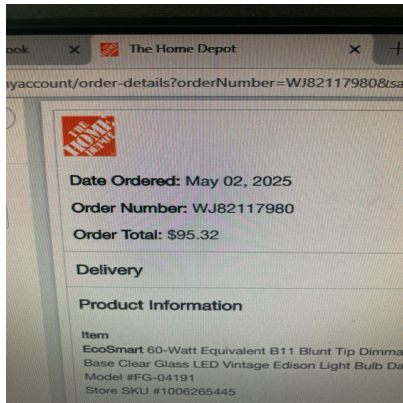 ook × The Home Depot × +
nyaccount/order-details?orderNumber=WJ82117980&sa
THE HOME DEPOT
Date Ordered: May 02, 2025
Order Number: WJ82117980
Order Total: $95.32
Delivery
Product Information
Item
EcoSmart 60-Watt Equivalent B11 Blunt Tip Dimma
Base Clear Glass LED Vintage Edison Light Bulb Da
Model #FG-04191
Store SKU #1006265445